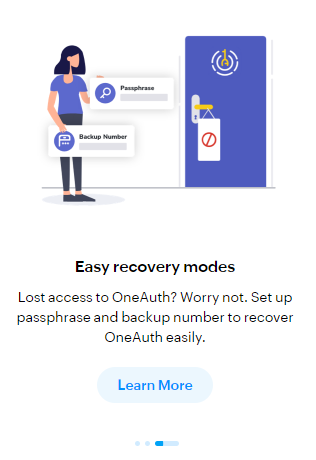 Passphrase
Backup Number
Easy recovery modes
Lost access to OneAuth? Worry not. Set up
passphrase and backup number to recover
OneAuth easily.
Learn More